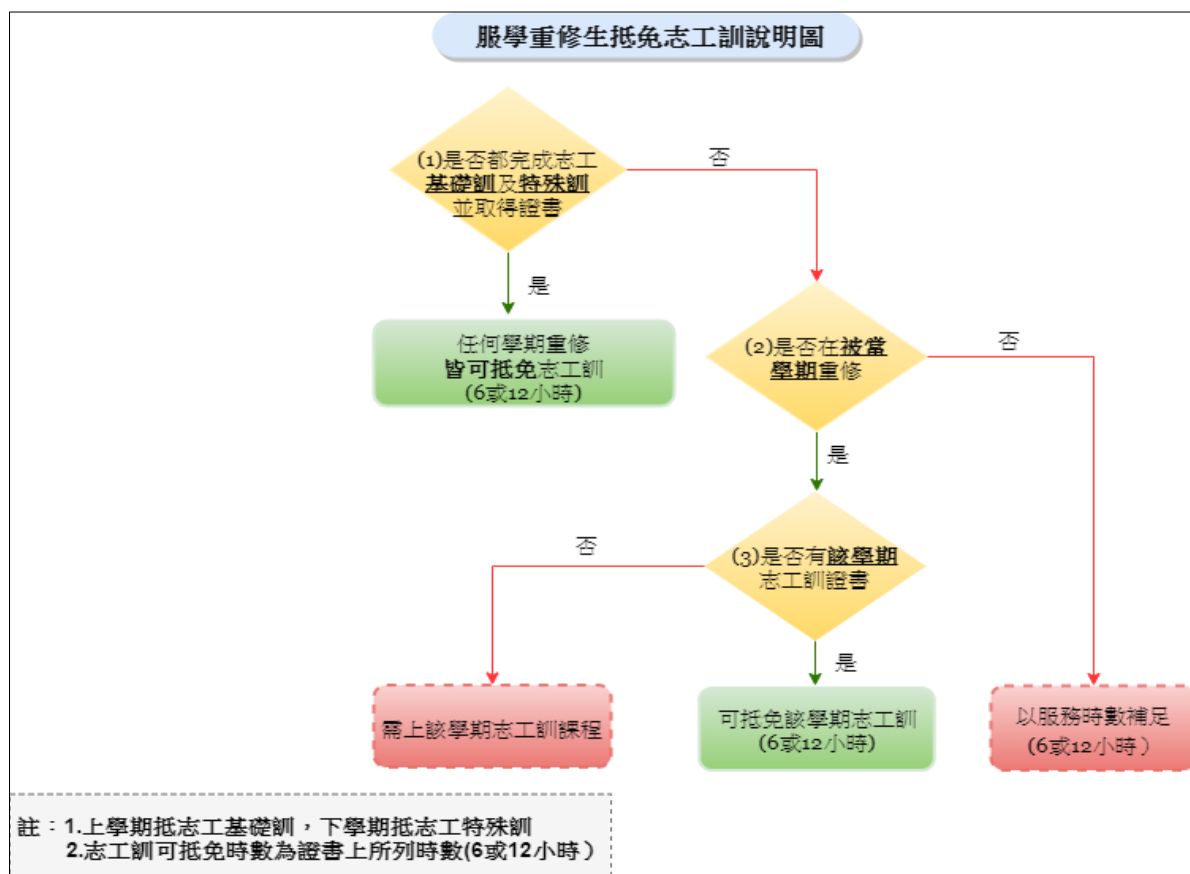 服學重修生抵免志工訓說明圖
(1)是否都完成志工
基礎訓及特殊訓
並取得證書
否
是
任何學期重修
皆可抵免志工訓
(6或12小時)
(2)是否在被當
學期重修
否
是
(3)是否有該學期
志工訓證書
否
是
需上該學期志工訓課程
可抵免該學期志工訓
(6或12小時)
以服務時數補足
(6或12小時）
註：1.上學期抵志工基礎訓，下學期抵志工特殊訓
2.志工訓可抵免時數為證書上所列時數(6或12小時）